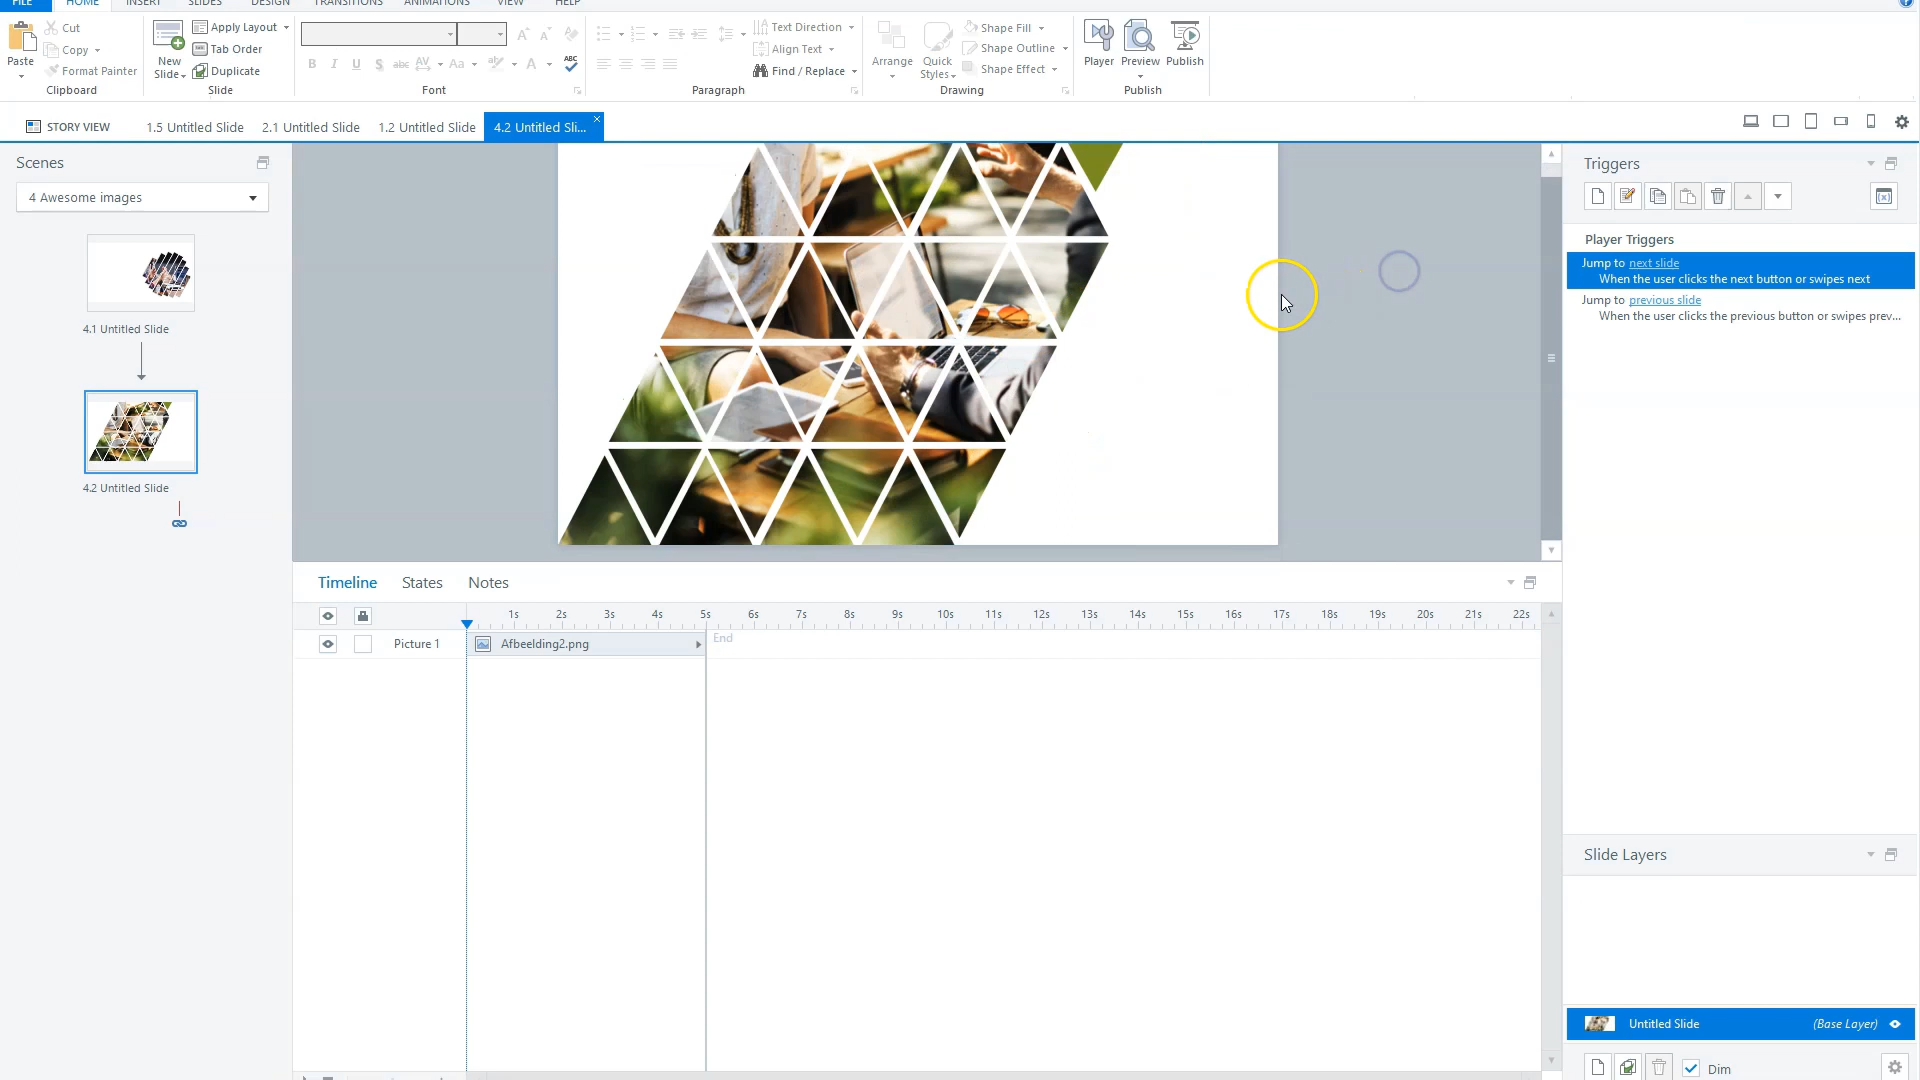 FILE HOME INSERT SLIDES DESIGN TRANSITIONS ANIMATIONS VIEW HELP
Paste Cut Copy Format Painter
Clipboard
New Slide Apply Layout Tab Order Duplicate
Slide
B I U S abc AV Aa A ABC
Font
Text Direction Align Text Find / Replace
Paragraph
Arrange Quick Styles Shape Fill Shape Outline Shape Effect
Drawing
Player Preview Publish
Publish
STORY VIEW 1.5 Untitled Slide 2.1 Untitled Slide 1.2 Untitled Slide 4.2 Untitled Sli...
Scenes
4 Awesome images
4.1 Untitled Slide
4.2 Untitled Slide
Timeline States Notes
1s 2s 3s 4s 5s 6s 7s 8s 9s 10s 11s 12s 13s 14s 15s 16s 17s 18s 19s 20s 21s 22s
Picture 1 Afbeelding2.png End
Triggers
Player Triggers
Jump to next slide
When the user clicks the next button or swipes next
Jump to previous slide
When the user clicks the previous button or swipes prev...
Slide Layers
Untitled Slide (Base Layer)
Dim